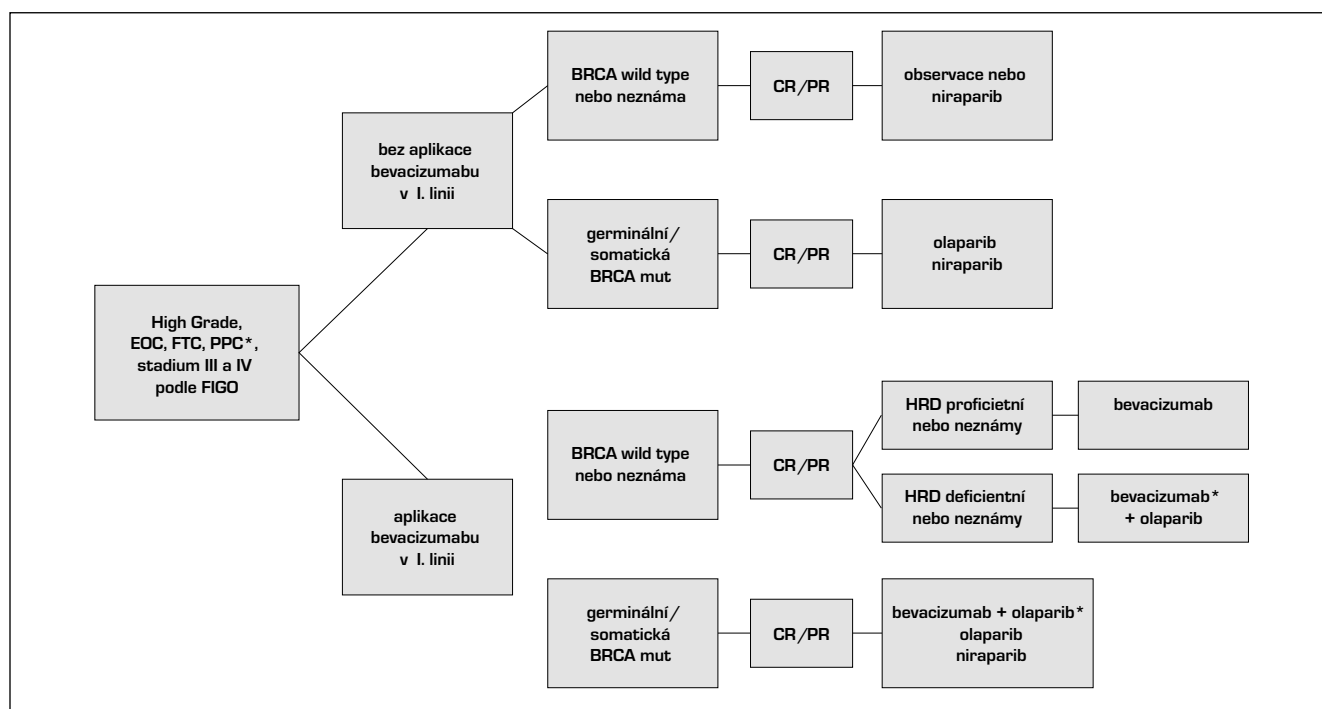 BRCA wild type
nebo neznáma
CR/PR
observace nebo
niraparib
bez aplikace
bevacizumabu
v I. linii
germinální/
somatická
BRCA mut
CR/PR
olaparib
niraparib
High Grade,
EOC, FTC, PPC*,
stadium III a IV
podle FIGO
BRCA wild type
nebo neznáma
CR/PR
HRD proficietní
nebo neznámy
bevacizumab
HRD deficientní
nebo neznámy
bevacizumab*
+ olaparib
aplikace
bevacizumabu
v I. linii
germinální/
somatická
BRCA mut
CR/PR
bevacizumab + olaparib*
olaparib
niraparib